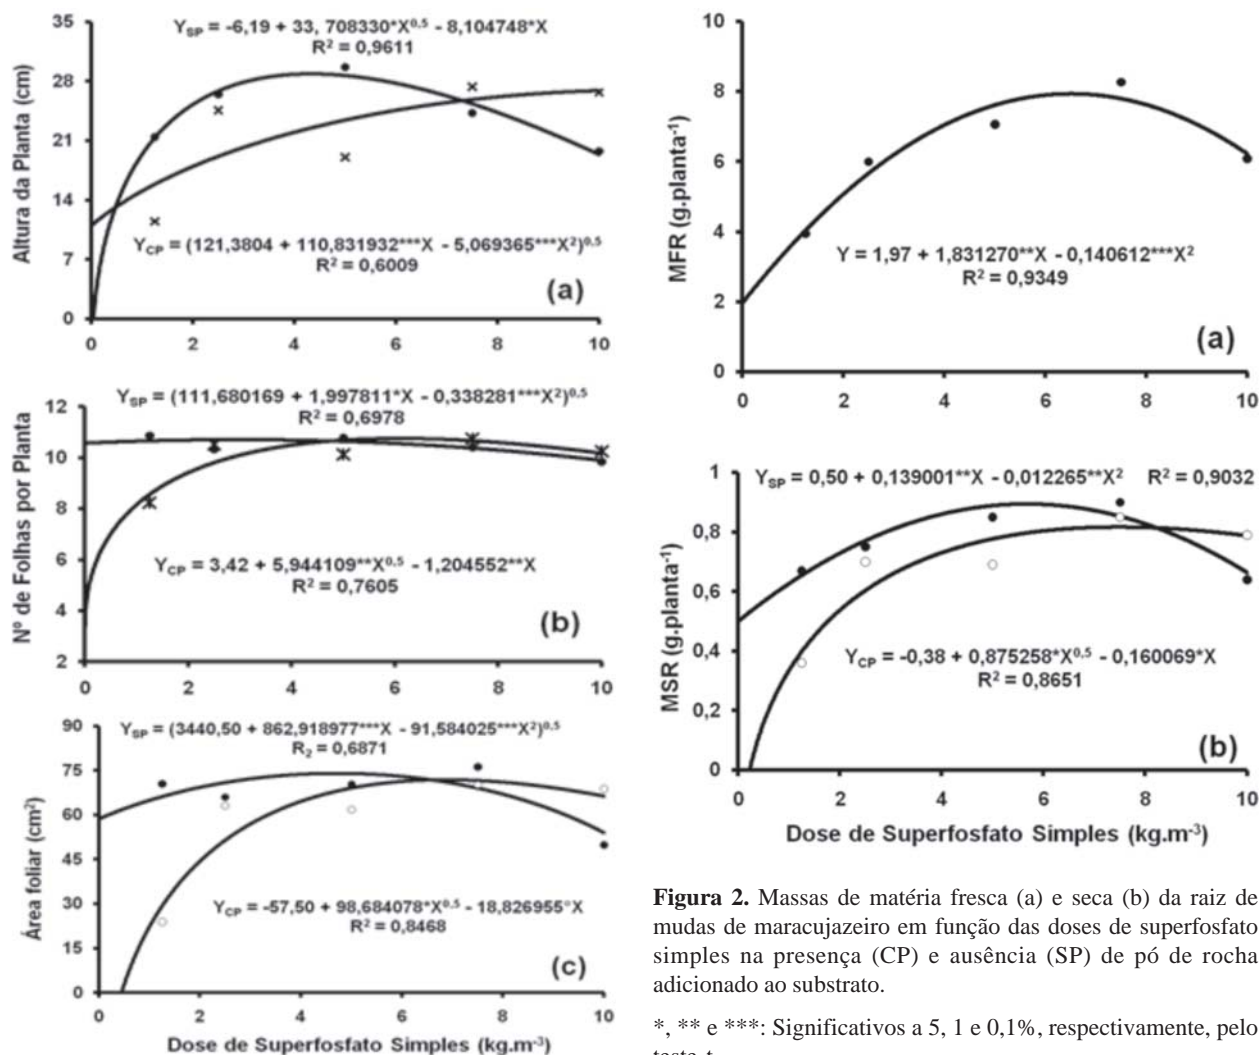 Altura da Planta (cm)
35
28
21
14
7
0
Y_SP = -6,19 + 33, 708330*X^0,5 - 8,104748*X
R² = 0,9611
Y_CP = (121,3804 + 110,831932***X - 5,069365***X²)^0,5
R² = 0,6009
(a)
0 2 4 6 8 10
Nº de Folhas por Planta
12
10
8
6
4
2
Y_SP = (111,680169 + 1,997811*X - 0,338281***X²)^0,5
R² = 0,6978
Y_CP = 3,42 + 5,944109**X^0,5 - 1,204552**X
R² = 0,7605
(b)
0 2 4 6 8 10
Área foliar (cm²)
90
75
60
45
30
15
0
Y_SP = (3440,50 + 862,918977***X - 91,584025***X²)^0,5
R₂ = 0,6871
Y_CP = -57,50 + 98,684078*X^0,5 - 18,826955°X
R² = 0,8468
(c)
0 2 4 6 8 10
Dose de Superfosfato Simples (kg.m⁻³)
MFR (g.planta⁻¹)
10
8
6
4
2
0
Y = 1,97 + 1,831270**X - 0,140612***X²
R² = 0,9349
(a)
0 2 4 6 8 10
MSR (g.planta⁻¹)
1
0,8
0,6
0,4
0,2
0
Y_SP = 0,50 + 0,139001**X - 0,012265**X² R² = 0,9032
Y_CP = -0,38 + 0,875258*X^0,5 - 0,160069*X
R² = 0,8651
(b)
0 2 4 6 8 10
Dose de Superfosfato Simples (kg.m⁻³)
Figura 2. Massas de matéria fresca (a) e seca (b) da raiz de
mudas de maracujazeiro em função das doses de superfosfato
simples na presença (CP) e ausência (SP) de pó de rocha
adicionado ao substrato.
*, ** e ***: Significativos a 5, 1 e 0,1%, respectivamente, pelo